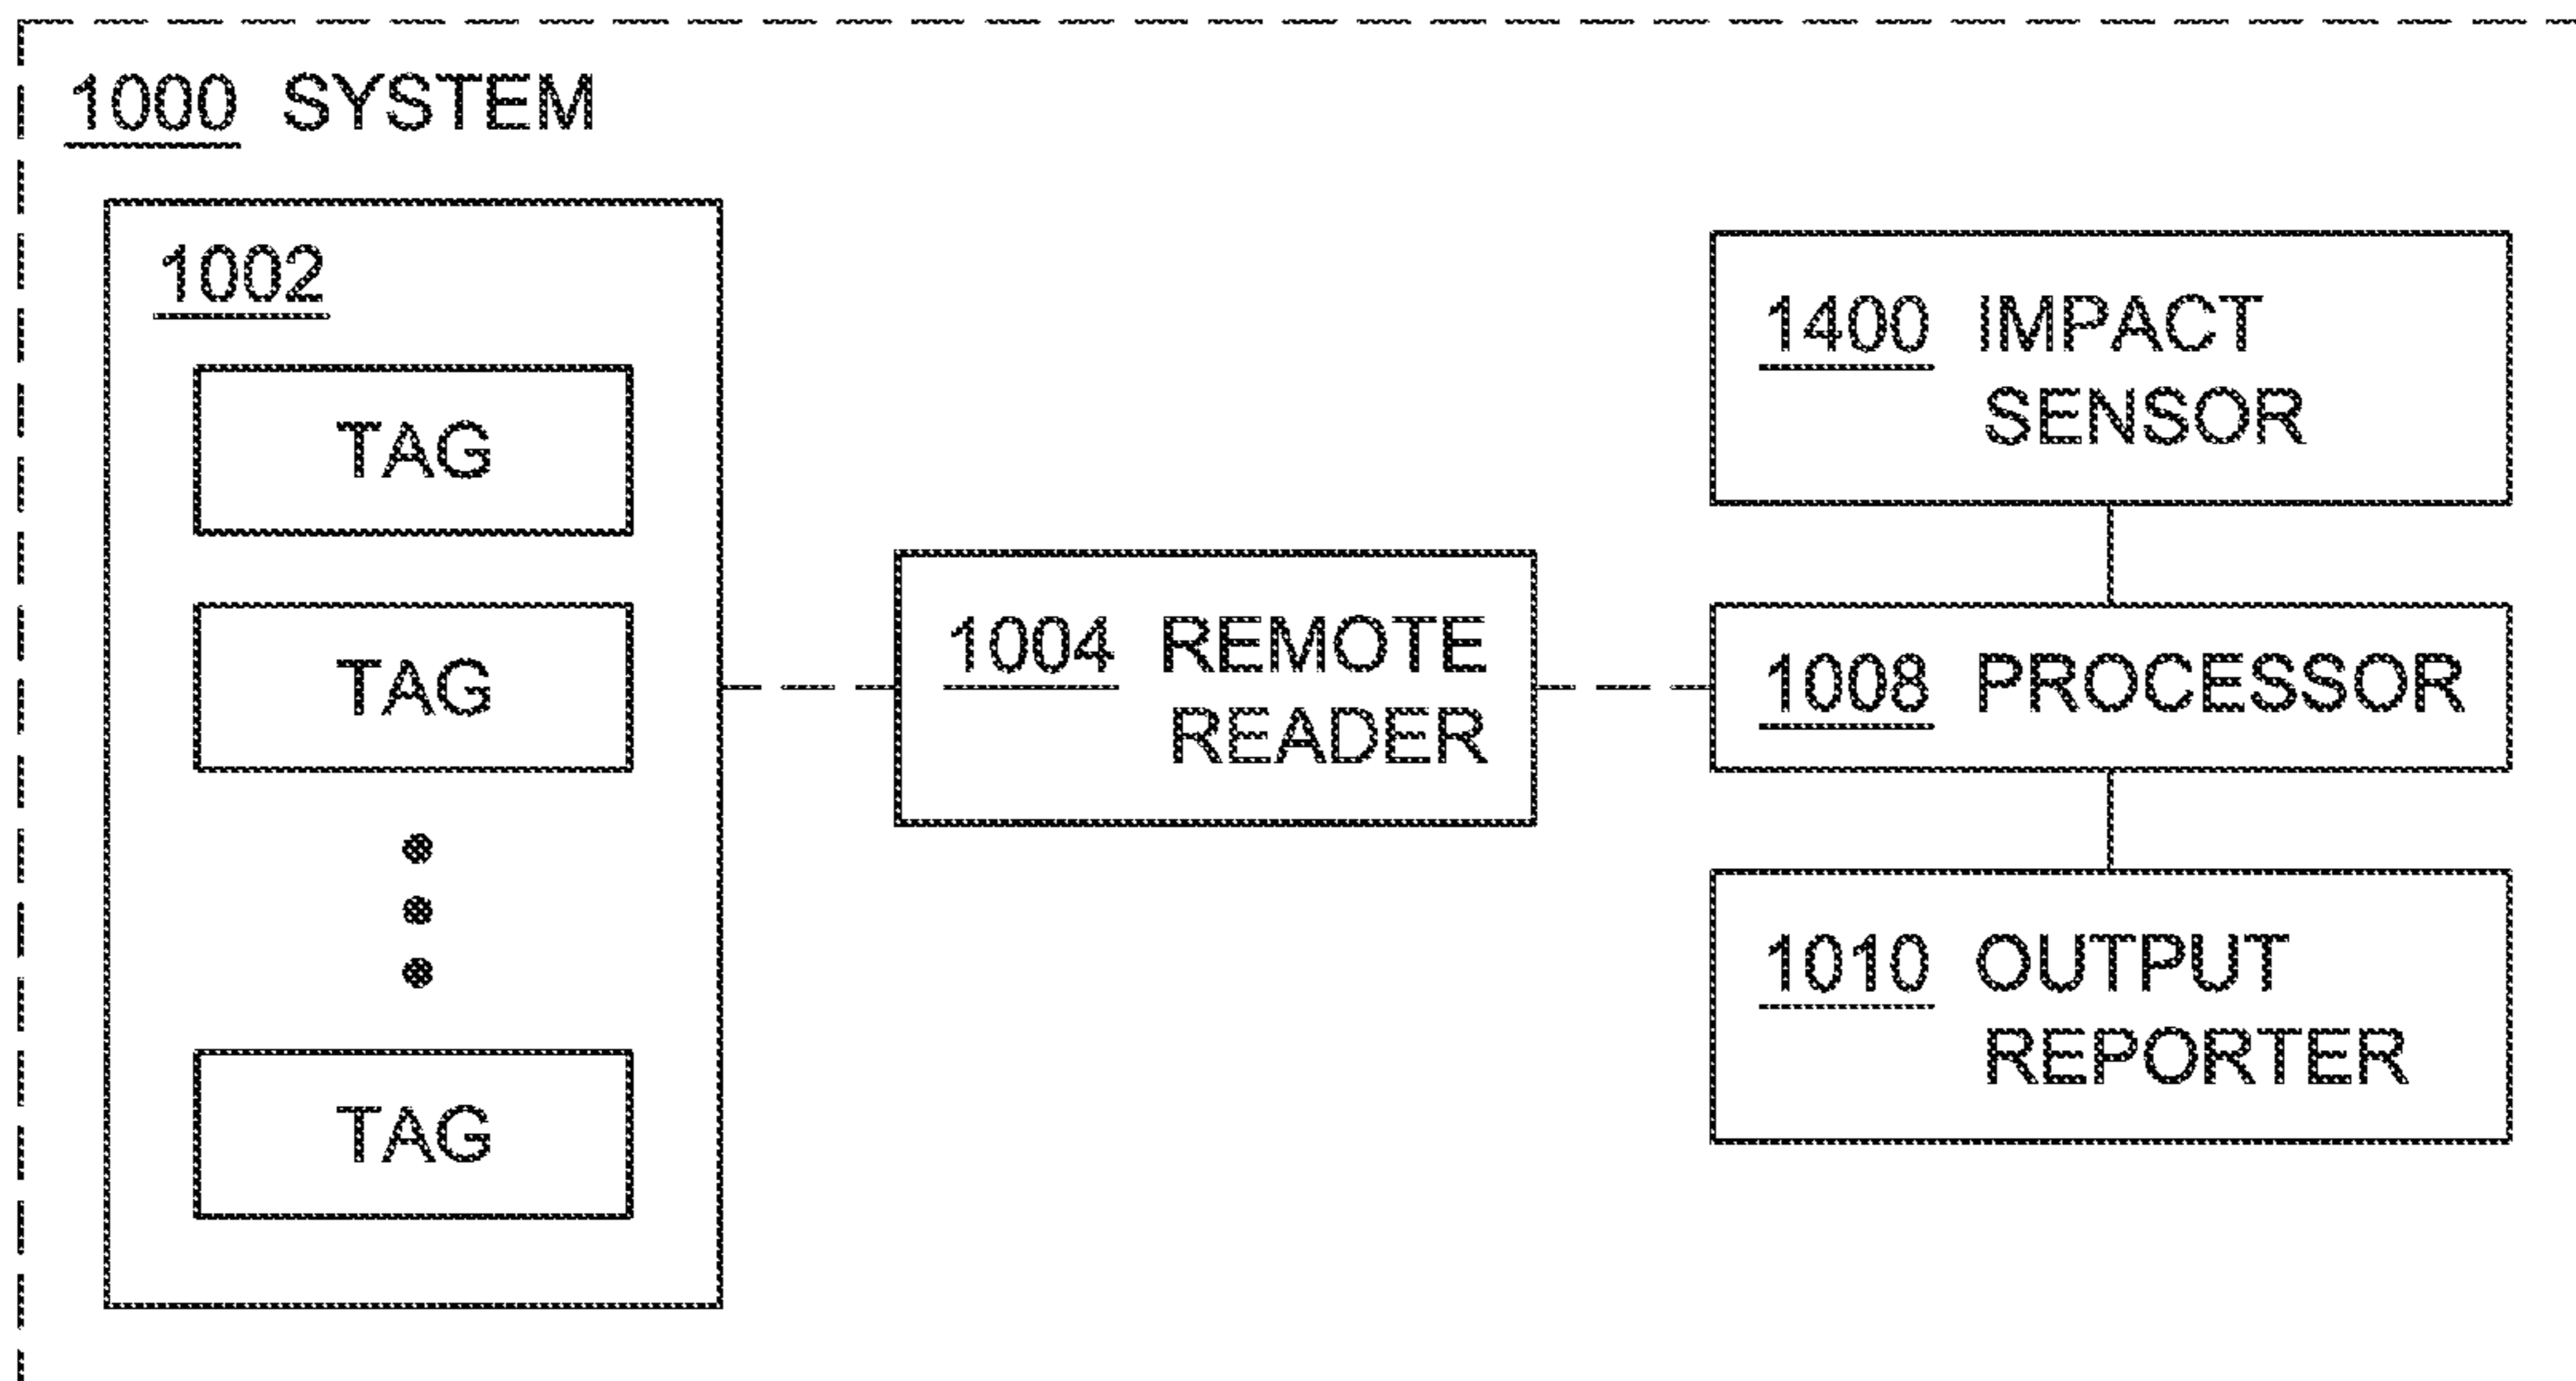 1000 SYSTEM
1002
TAG
TAG
TAG
1004 REMOTE
READER
1400 IMPACT
SENSOR
1008 PROCESSOR
1010 OUTPUT
REPORTER